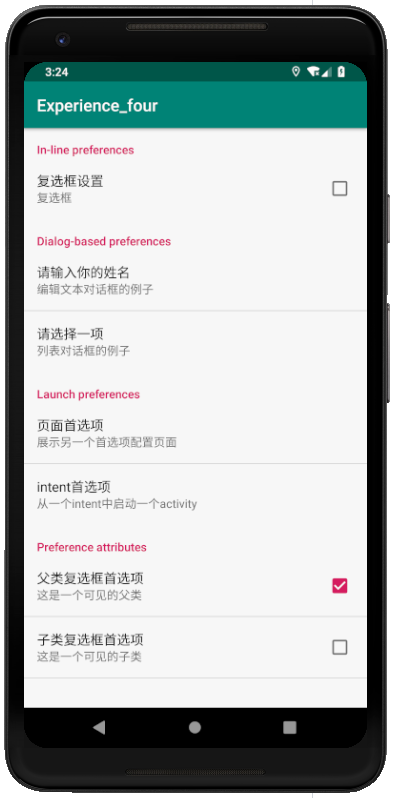 3:24
Experience_four
In-line preferences
复选框设置
复选框
Dialog-based preferences
请输入你的姓名
编辑文本对话框的例子
请选择一项
列表对话框的例子
Launch preferences
页面首选项
展示另一个首选项配置页面
intent首选项
从一个intent中启动一个activity
Preference attributes
父类复选框首选项
这是一个可见的父类
子类复选框首选项
这是一个可见的子类